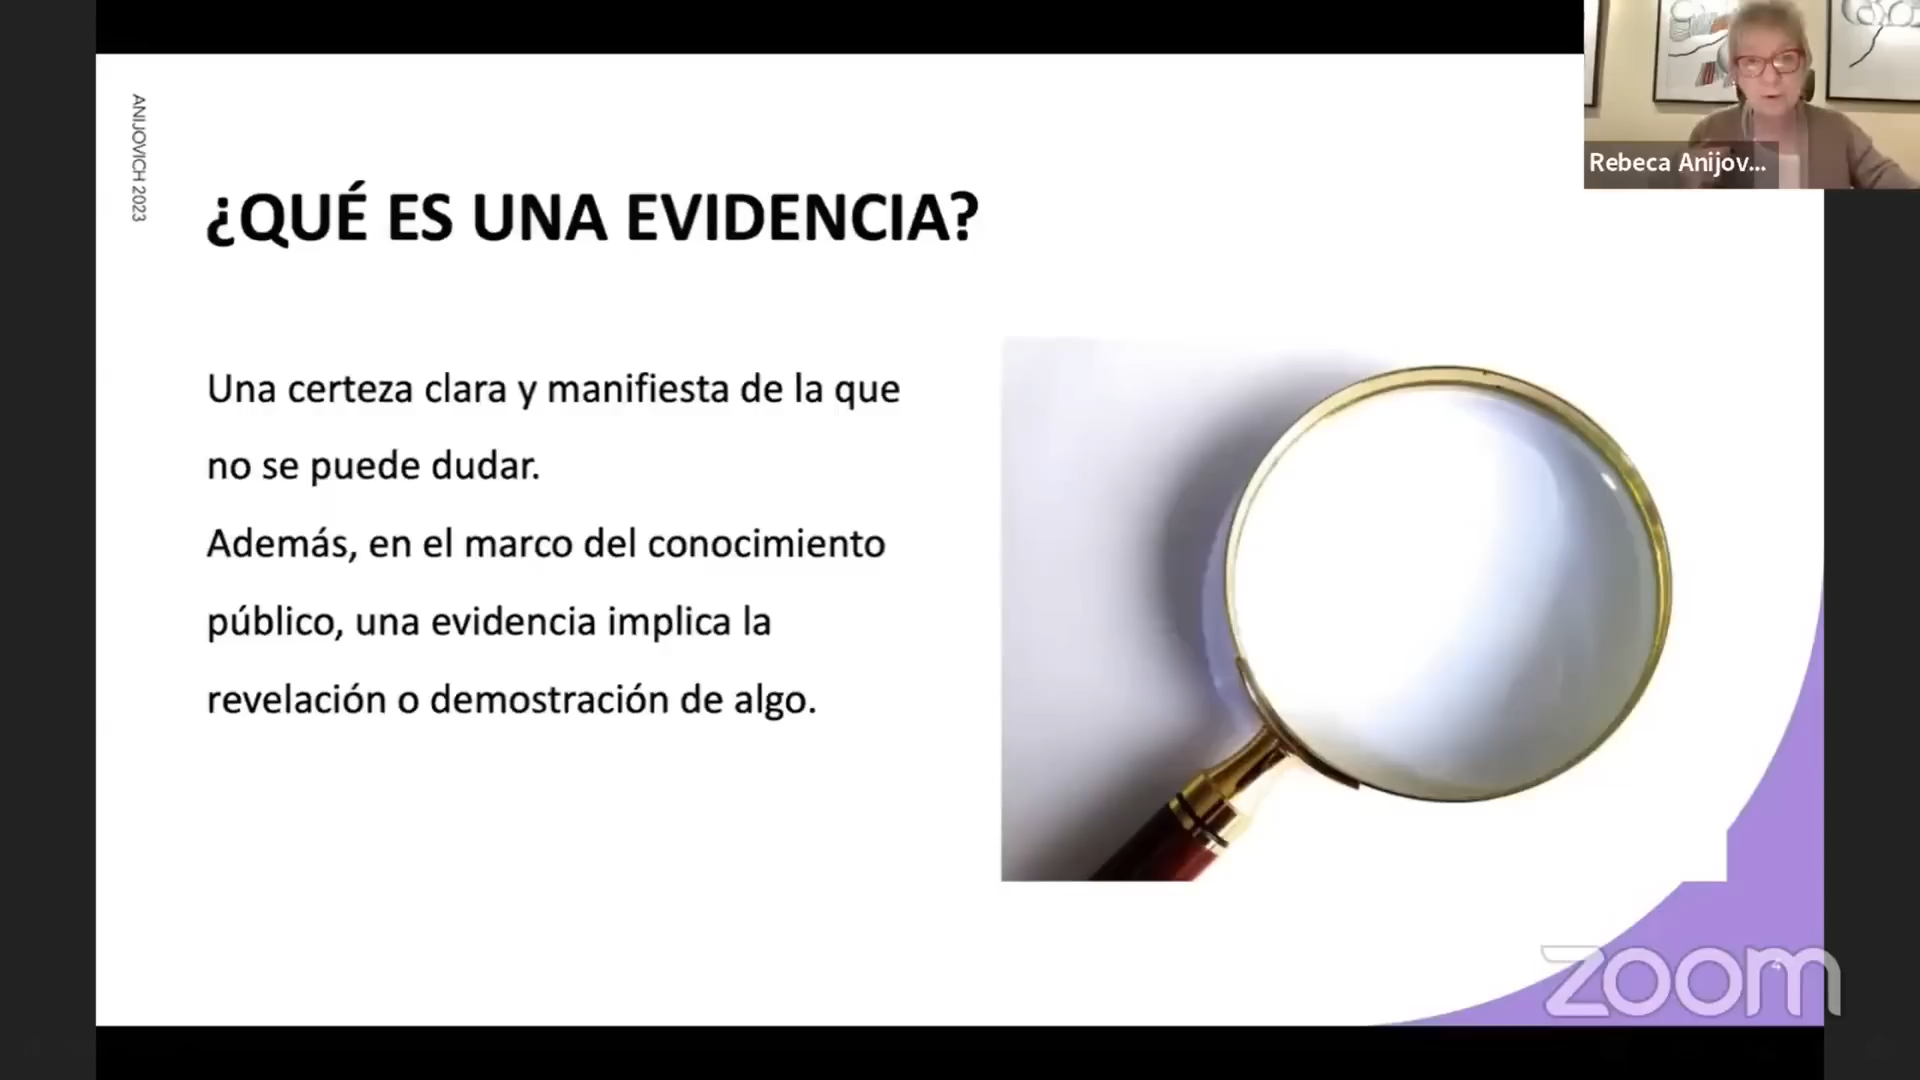 ANIJOVICH 2023
¿QUÉ ES UNA EVIDENCIA?
Una certeza clara y manifiesta de la que
no se puede dudar.
Además, en el marco del conocimiento
público, una evidencia implica la
revelación o demostración de algo.
Rebeca Anijov...
4
zoom